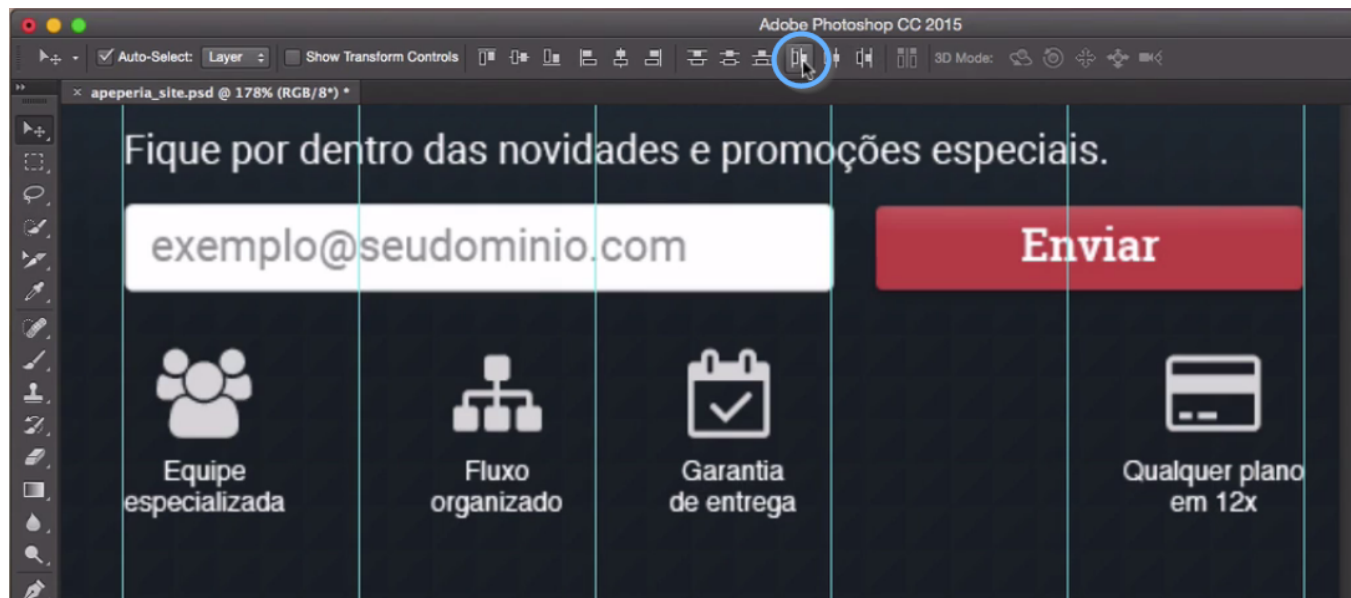 Adobe Photoshop CC 2015
Auto-Select: Layer Show Transform Controls 3D Mode:
× apeperia_site.psd @ 178% (RGB/8*) *
Fique por dentro das novidades e promoções especiais.
exemplo@seudominio.com Enviar
Equipe Fluxo Garantia Qualquer plano
especializada organizado de entrega em 12x